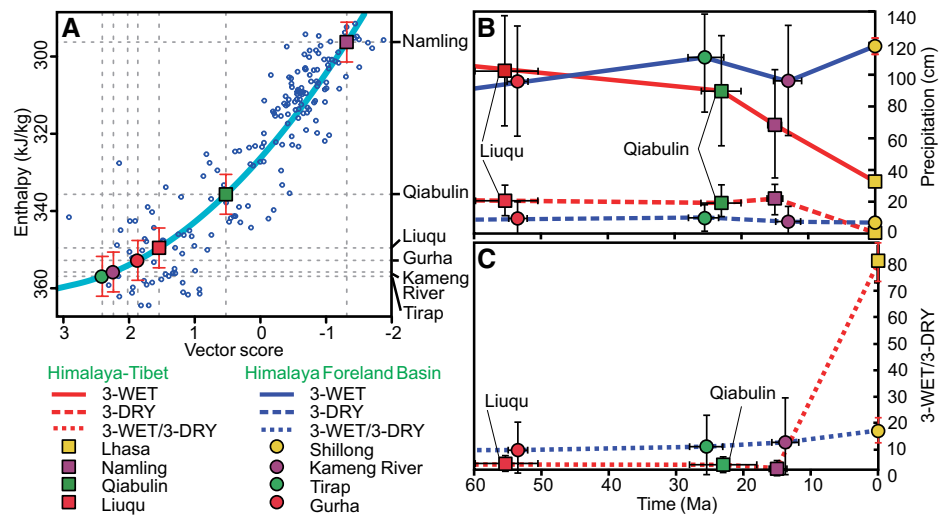 A
Enthalpy (kJ/kg)
300
320
340
360
3
2
1
0
-1
-2
Vector score
Namling
Qiabulin
Liuqu
Gurha
Kameng
River
Tirap
B
Liuqu
Qiabulin
140
120
100
80
60
40
20
0
Precipitation (cm)
C
Liuqu
Qiabulin
80
70
60
50
40
30
20
10
0
3-WET/3-DRY
60
50
40
30
20
10
0
Time (Ma)
Himalaya-Tibet
3-WET
3-DRY
3-WET/3-DRY
Lhasa
Namling
Qiabulin
Liuqu
Himalaya Foreland Basin
3-WET
3-DRY
3-WET/3-DRY
Shillong
Kameng River
Tirap
Gurha